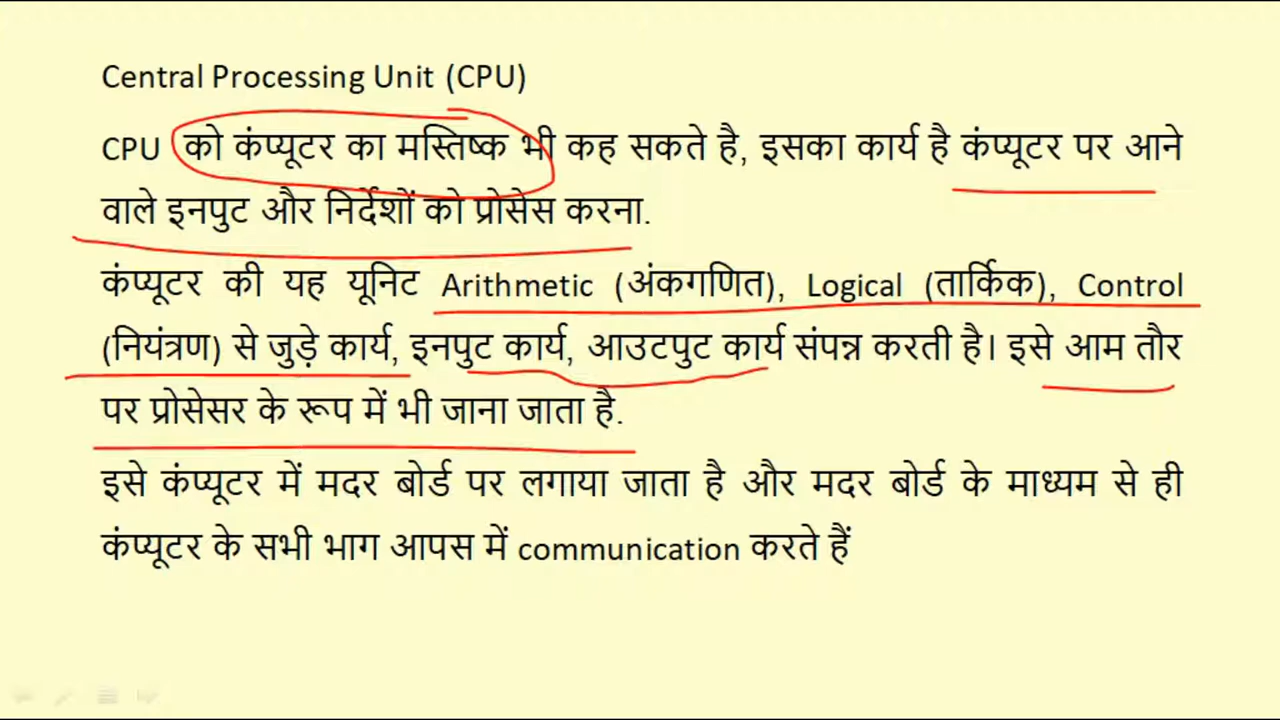 Central Processing Unit (CPU)
CPU को कंप्यूटर का मस्तिष्क भी कह सकते है, इसका कार्य है कंप्यूटर पर आने
वाले इनपुट और निर्देशों को प्रोसेस करना.
कंप्यूटर की यह यूनिट Arithmetic (अंकगणित), Logical (तार्किक), Control
(नियंत्रण) से जुड़े कार्य, इनपुट कार्य, आउटपुट कार्य संपन्न करती है। इसे आम तौर
पर प्रोसेसर के रूप में भी जाना जाता है.
इसे कंप्यूटर में मदर बोर्ड पर लगाया जाता है और मदर बोर्ड के माध्यम से ही
कंप्यूटर के सभी भाग आपस में communication करते हैं